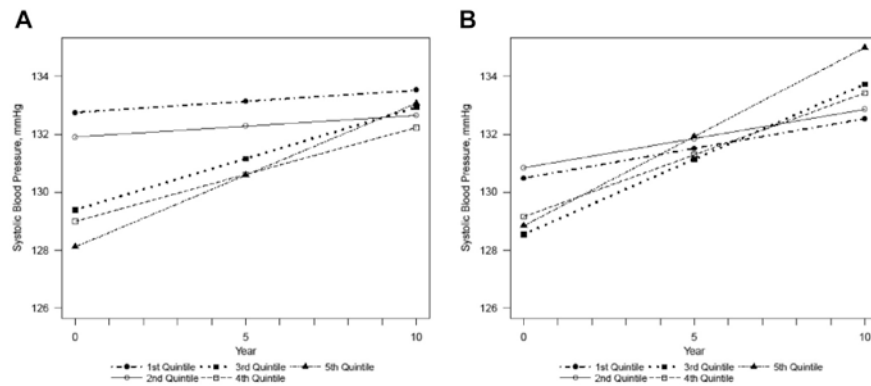 A
B
Systolic Blood Pressure, mmHg
134
132
130
128
126
0
5
10
Year
1st Quintile
3rd Quintile
5th Quintile
2nd Quintile
4th Quintile
Systolic Blood Pressure, mmHg
134
132
130
128
126
0
5
10
Year
1st Quintile
3rd Quintile
5th Quintile
2nd Quintile
4th Quintile